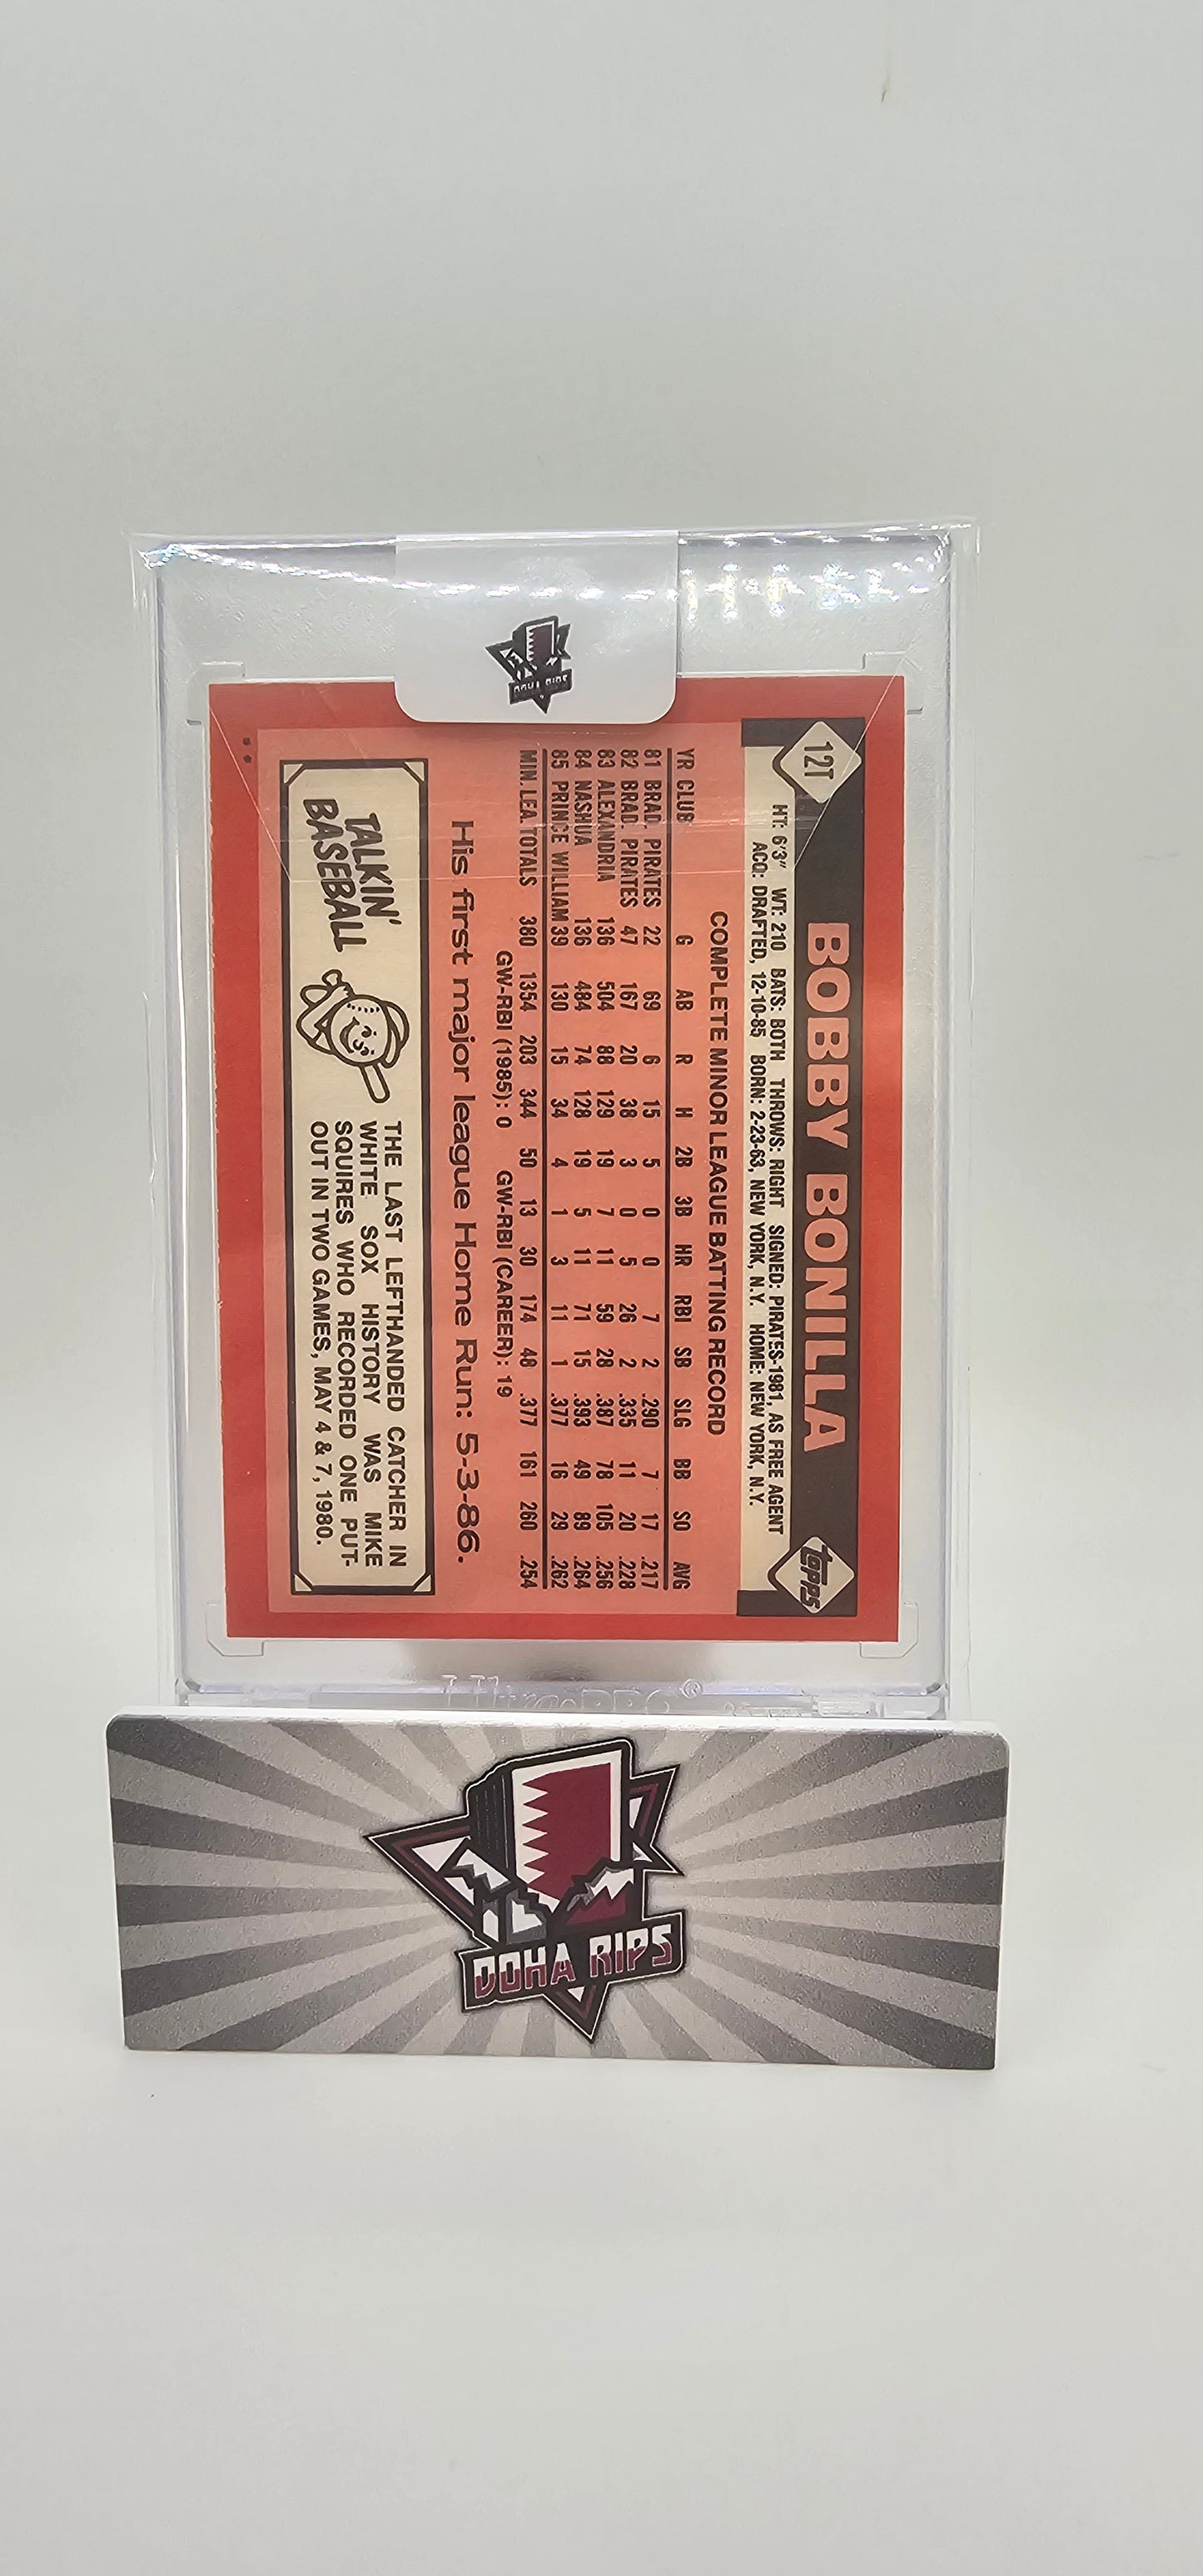 DOHA RIPS
12T
BOBBY BONILLA
topps
HT: 6'3" WT: 210 BATS: BOTH THROWS: RIGHT SIGNED: PIRATES-1981, AS FREE AGENT
ACQ: DRAFTED, 12-10-85 BORN: 2-23-63, NEW YORK, N.Y. HOME: NEW YORK, N.Y.
COMPLETE MINOR LEAGUE BATTING RECORD
YR CLUB G AB R H 2B 3B HR RBI SB SLG BB SO AVG
81 BRAD. PIRATES 22 69 6 15 5 0 0 7 2 .290 7 17 .217
82 BRAD. PIRATES 47 167 20 38 3 0 5 26 2 .335 11 20 .228
83 ALEXANDRIA 136 504 88 129 19 7 11 59 28 .387 78 105 .256
84 NASHUA 136 484 74 128 19 5 11 71 15 .393 49 89 .264
85 PRINCE WILLIAM 39 130 15 34 4 1 3 11 1 .377 16 29 .262
MIN. LEA. TOTALS 380 1354 203 344 50 13 30 174 48 .377 161 260 .254
GW-RBI (1985): 0 GW-RBI (CAREER): 19
His first major league Home Run: 5-3-86.
TALKIN'
BASEBALL
THE LAST LEFTHANDED CATCHER IN
WHITE SOX HISTORY WAS MIKE
SQUIRES WHO RECORDED ONE PUT-
OUT IN TWO GAMES, MAY 4 & 7, 1980.
Ultra PRO®
DOHA RIPS